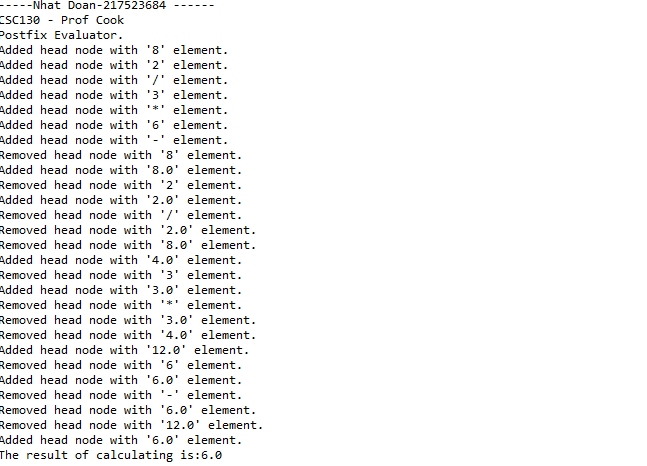 -----Nhat Doan-217523684 ------
CSC130 - Prof Cook
Postfix Evaluator.
Added head node with '8' element.
Added head node with '2' element.
Added head node with '/' element.
Added head node with '3' element.
Added head node with '*' element.
Added head node with '6' element.
Added head node with '-' element.
Removed head node with '8' element.
Added head node with '8.0' element.
Removed head node with '2' element.
Added head node with '2.0' element.
Removed head node with '/' element.
Removed head node with '2.0' element.
Removed head node with '8.0' element.
Added head node with '4.0' element.
Removed head node with '3' element.
Added head node with '3.0' element.
Removed head node with '*' element.
Removed head node with '3.0' element.
Removed head node with '4.0' element.
Added head node with '12.0' element.
Removed head node with '6' element.
Added head node with '6.0' element.
Removed head node with '-' element.
Removed head node with '6.0' element.
Removed head node with '12.0' element.
Added head node with '6.0' element.
The result of calculating is:6.0